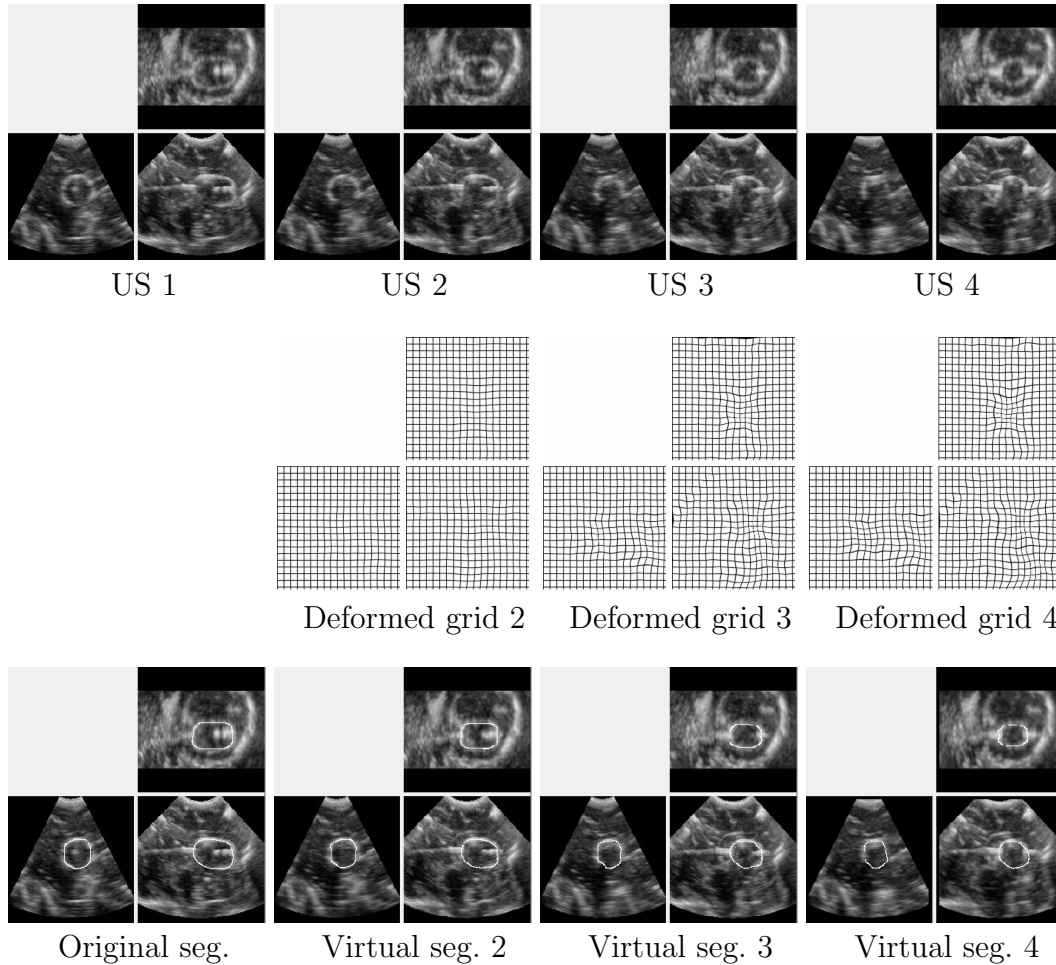 US 1
US 2
US 3
US 4
Deformed grid 2
Deformed grid 3
Deformed grid 4
Original seg.
Virtual seg. 2
Virtual seg. 3
Virtual seg. 4